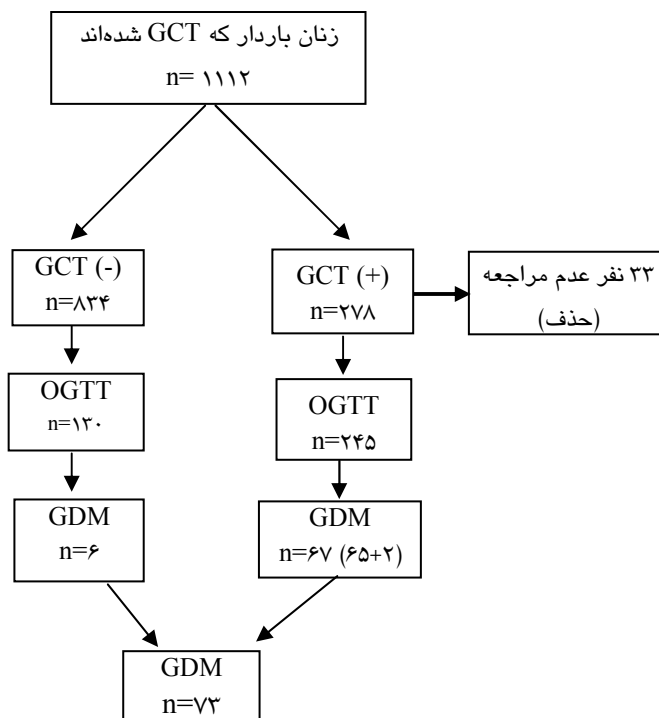 زنان باردار که GCT شده‌اند
n= ۱۱۱۲
GCT (-)
n=۸۳۴
GCT (+)
n=۲۷۸
۳۳ نفر عدم مراجعه
(حذف)
OGTT
n=۱۳۰
OGTT
n=۲۴۵
GDM
n=۶
GDM
n=۶۷ (۶۵+۲)
GDM
n=۷۳